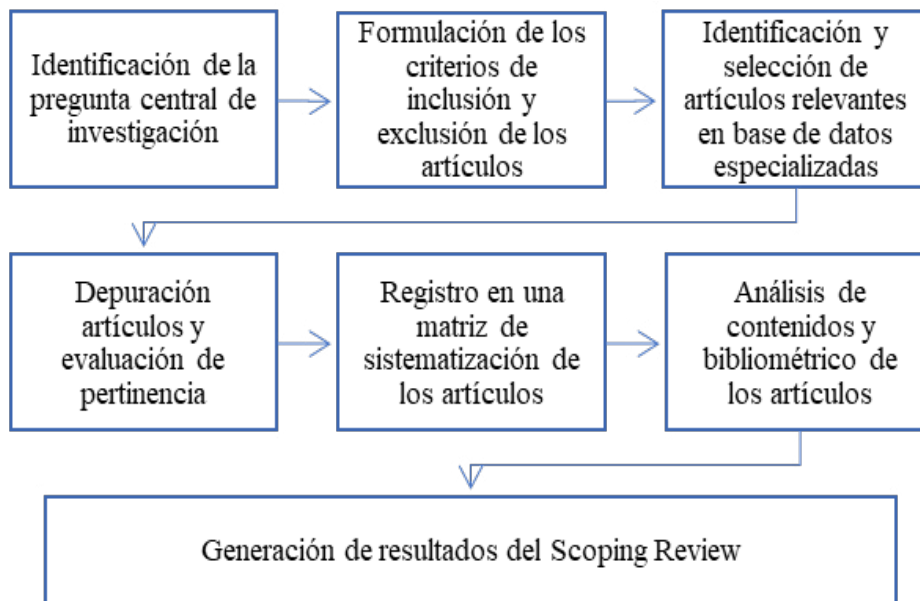 Identificación de la
pregunta central de
investigación
Formulación de los
criterios de
inclusión y
exclusión de los
artículos
Identificación y
selección de
artículos relevantes
en base de datos
especializadas
Depuración
artículos y
evaluación de
pertinencia
Registro en una
matriz de
sistematización de
los artículos
Análisis de
contenidos y
bibliométrico de
los artículos
Generación de resultados del Scoping Review